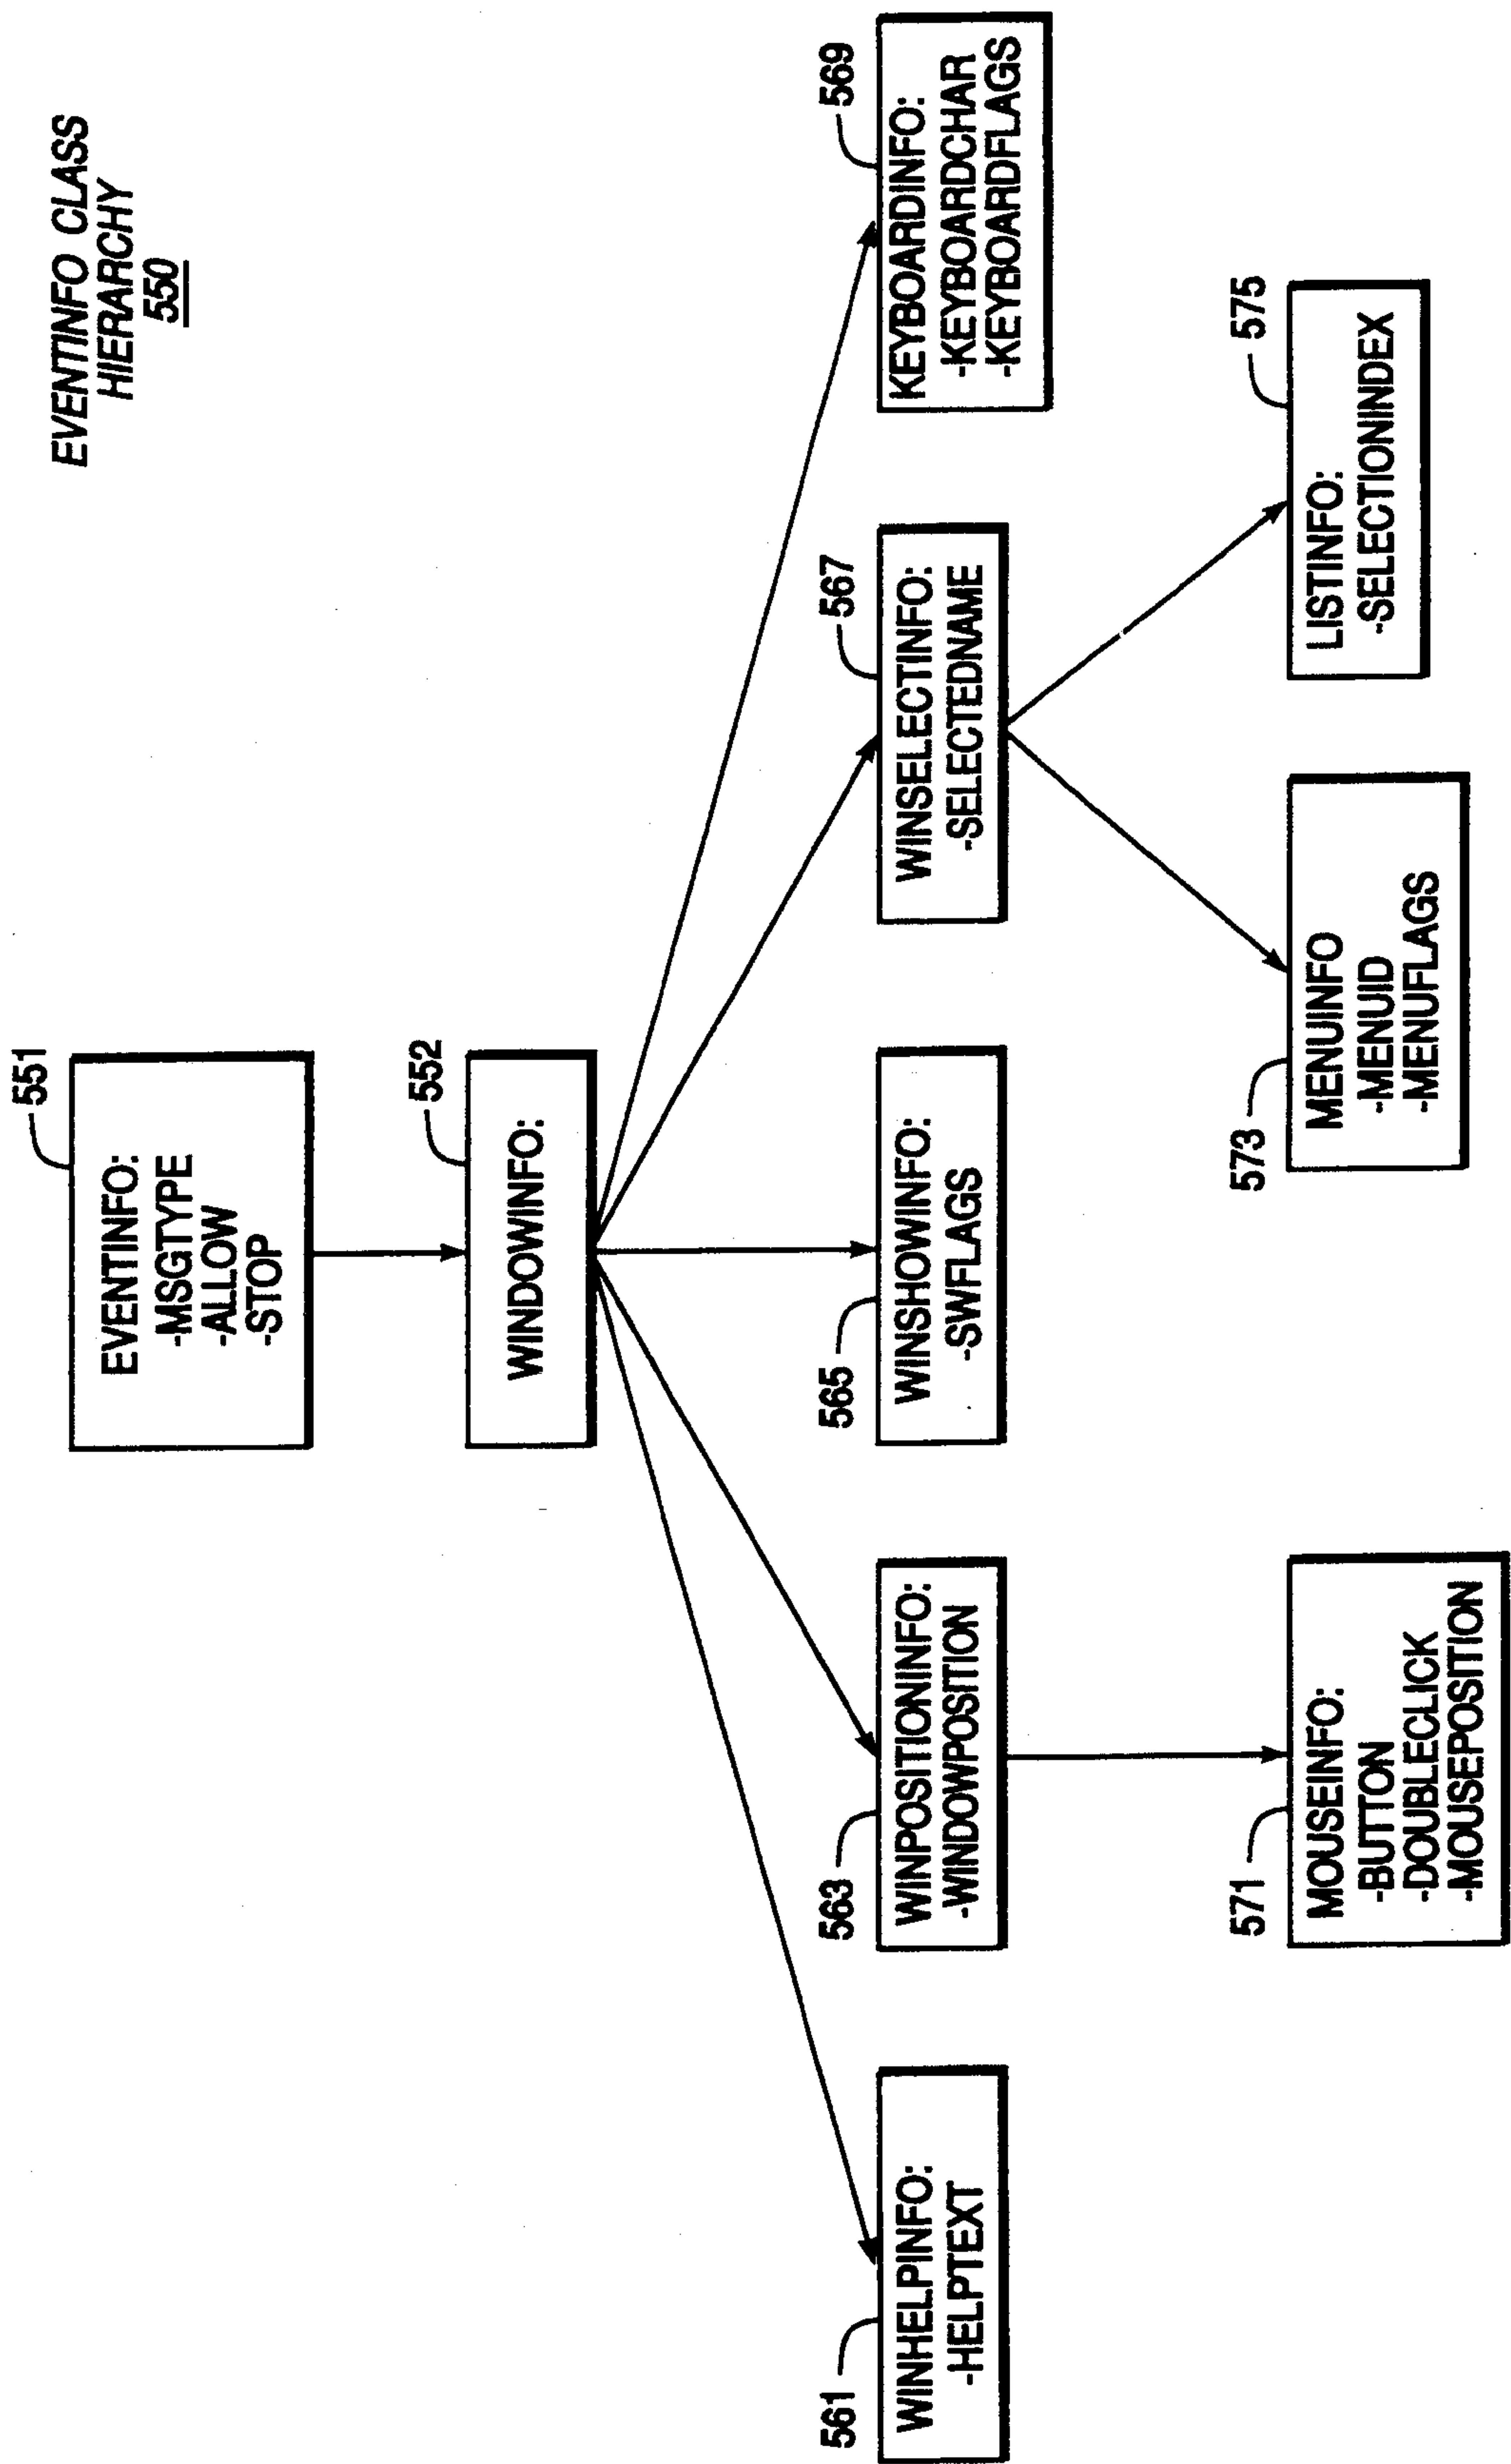 EVENTINFO CLASS
HIERARCHY
550
551
EVENTINFO:
-MSGTYPE
-ALLOW
-STOP
552
WINDOWINFO:
561
WINHELPINFO:
-HELPTEXT
563
WINPOSITIONINFO:
-WINDOWPOSITION
565
WINSHOWINFO:
-SWFLAGS
567
WINSELECTINFO:
-SELECTEDNAME
569
KEYBOARDINFO:
-KEYBOARDCHAR
-KEYBOARDFLAGS
571
MOUSEINFO:
-BUTTON
-DOUBLECLICK
-MOUSEPOSITION
573
MENUINFO
-MENUID
-MENUFLAGS
575
LISTINFO:
-SELECTIONINDEX